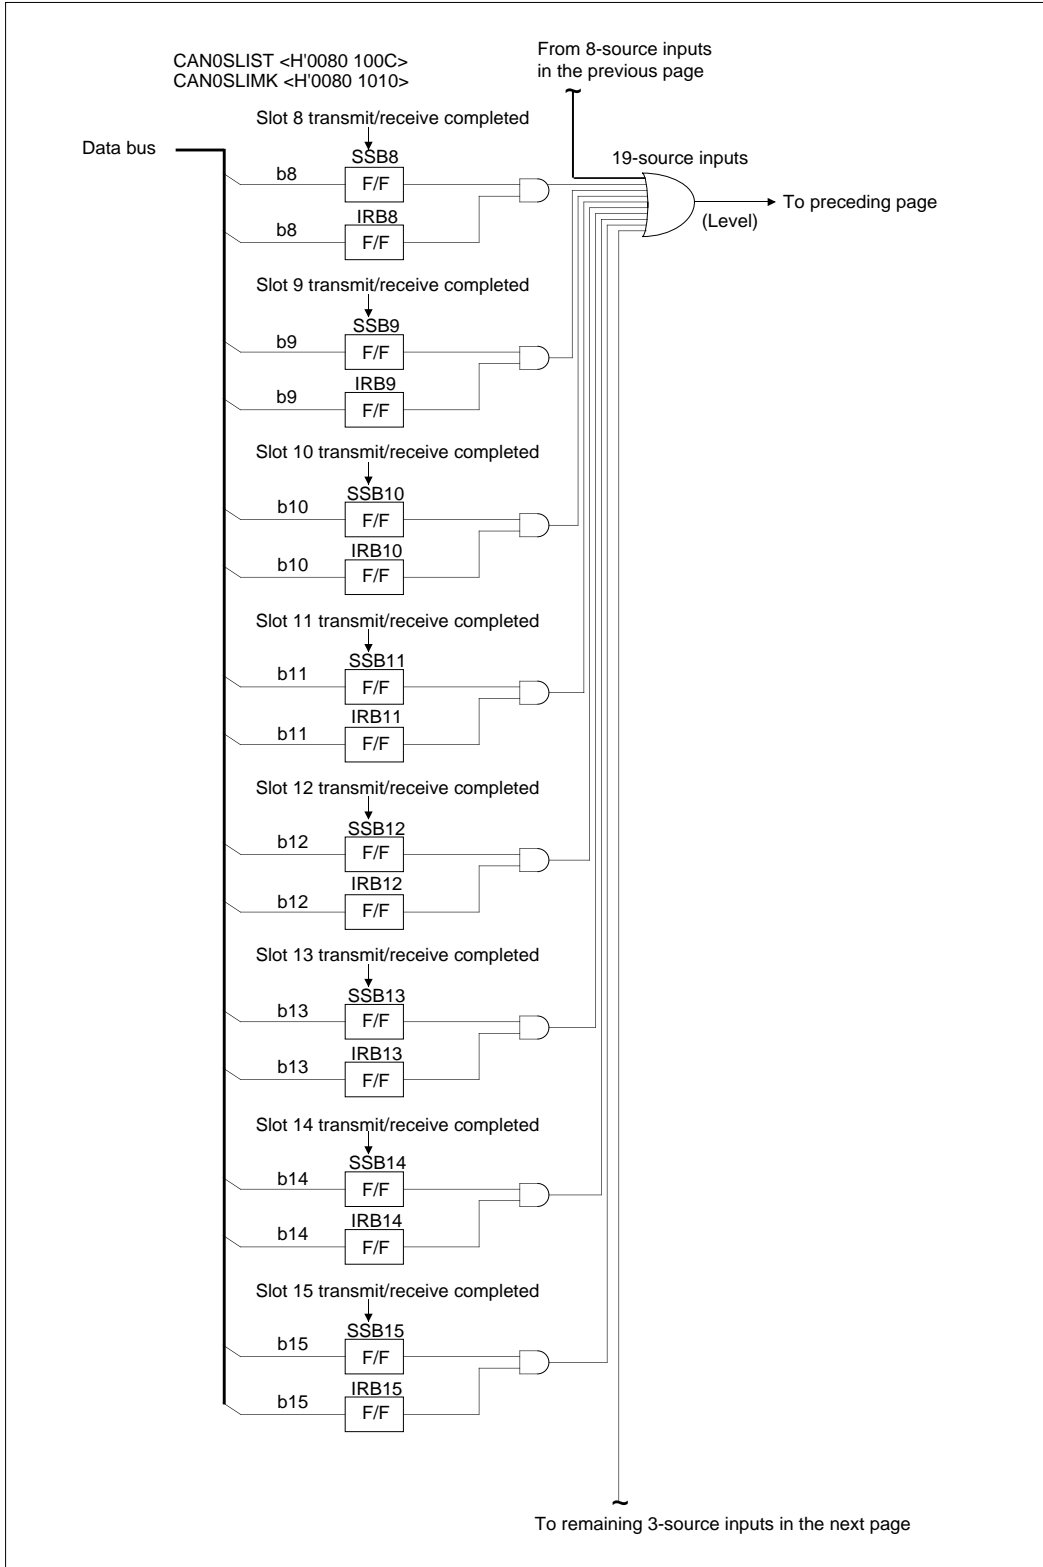 From 8-source inputs
in the previous page
CAN0SLIST <H'0080 100C>
CAN0SLIMK <H'0080 1010>
Slot 8 transmit/receive completed
Data bus
SSB8
19-source inputs
b8
F/F
To preceding page
(Level)
IRB8
b8
F/F
Slot 9 transmit/receive completed
SSB9
b9
F/F
IRB9
b9
F/F
Slot 10 transmit/receive completed
SSB10
b10
F/F
IRB10
b10
F/F
Slot 11 transmit/receive completed
SSB11
b11
F/F
IRB11
b11
F/F
Slot 12 transmit/receive completed
SSB12
b12
F/F
IRB12
b12
F/F
Slot 13 transmit/receive completed
SSB13
b13
F/F
IRB13
b13
F/F
Slot 14 transmit/receive completed
SSB14
b14
F/F
IRB14
b14
F/F
Slot 15 transmit/receive completed
SSB15
b15
F/F
IRB15
b15
F/F
To remaining 3-source inputs in the next page